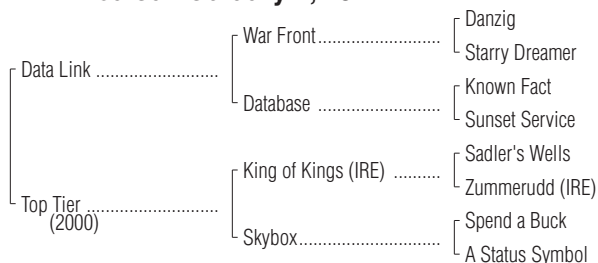 Danzig
War Front........................
Starry Dreamer
Data Link ........................
Known Fact
Database ........................
Sunset Service
Sadler's Wells
King of Kings (IRE) .........
Zummerudd (IRE)
Top Tier ..........................
(2000)
Spend a Buck
Skybox............................
A Status Symbol